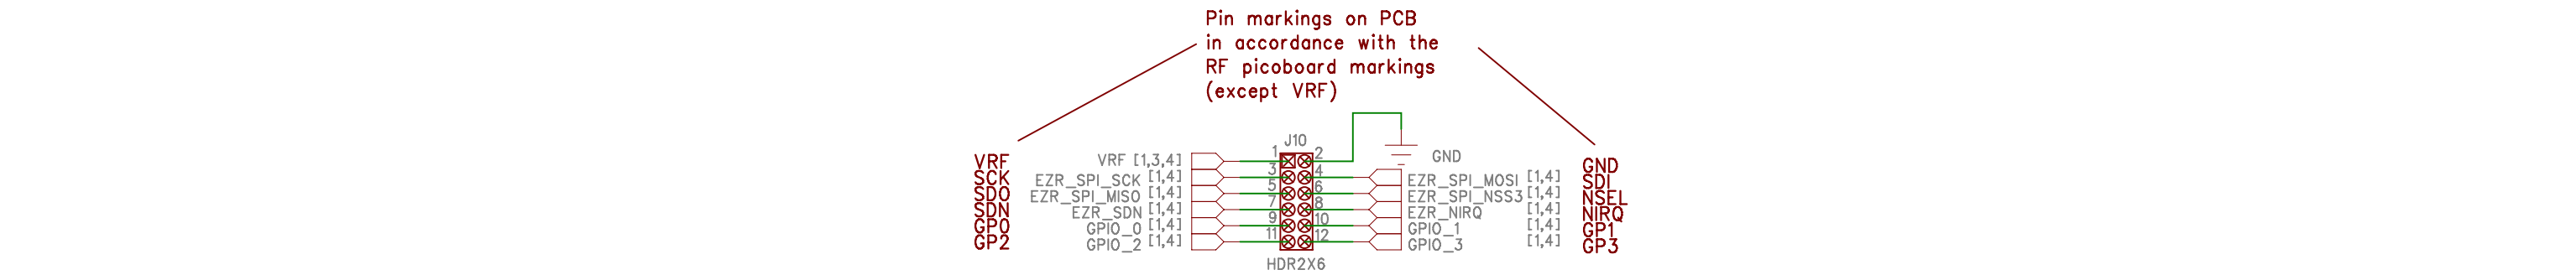 Pin markings on PCB
in accordance with the
RF picoboard markings
(except VRF)
J10
VRF VRF [1,3,4] 1 2 GND GND
SCK EZR_SPI_SCK [1,4] 3 4 EZR_SPI_MOSI [1,4] SDI
SDO EZR_SPI_MISO [1,4] 5 6 EZR_SPI_NSS3 [1,4] NSEL
SDN EZR_SDN [1,4] 7 8 EZR_NIRQ [1,4] NIRQ
GP0 GPIO_0 [1,4] 9 10 GPIO_1 [1,4] GP1
GP2 GPIO_2 [1,4] 11 12 GPIO_3 [1,4] GP3
HDR2X6